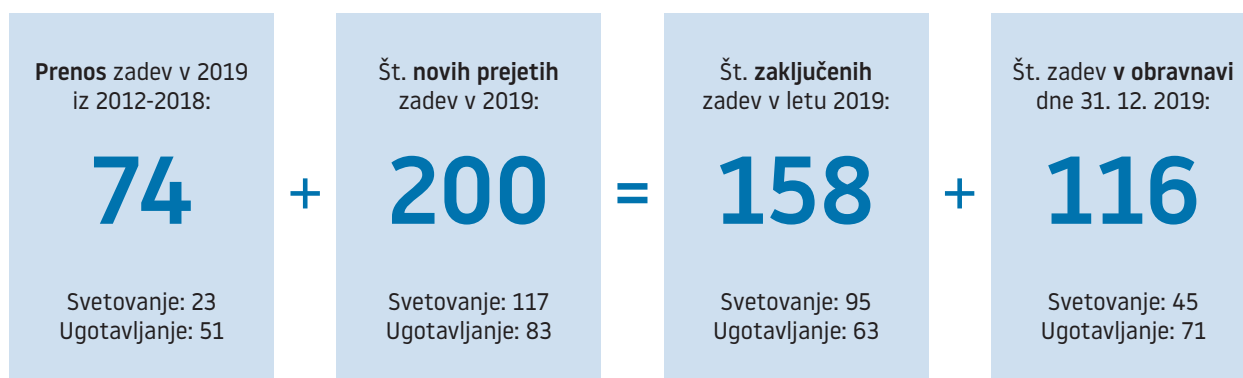 Prenos zadev v 2019
iz 2012-2018:
74
Svetovanje: 23
Ugotavljanje: 51
+
Št. novih prejetih
zadev v 2019:
200
Svetovanje: 117
Ugotavljanje: 83
=
Št. zaključenih
zadev v letu 2019:
158
Svetovanje: 95
Ugotavljanje: 63
+
Št. zadev v obravnavi
dne 31. 12. 2019:
116
Svetovanje: 45
Ugotavljanje: 71